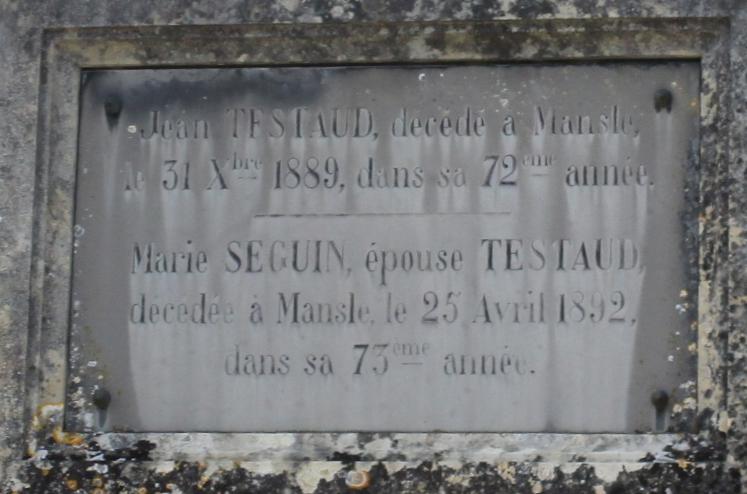 Jean TESTAUD, décédé à Mansle,
le 31 Xbre 1889, dans sa 72ème année.
Marie SEGUIN, épouse TESTAUD,
décédée à Mansle, le 25 Avril 1892,
dans sa 73ème année.